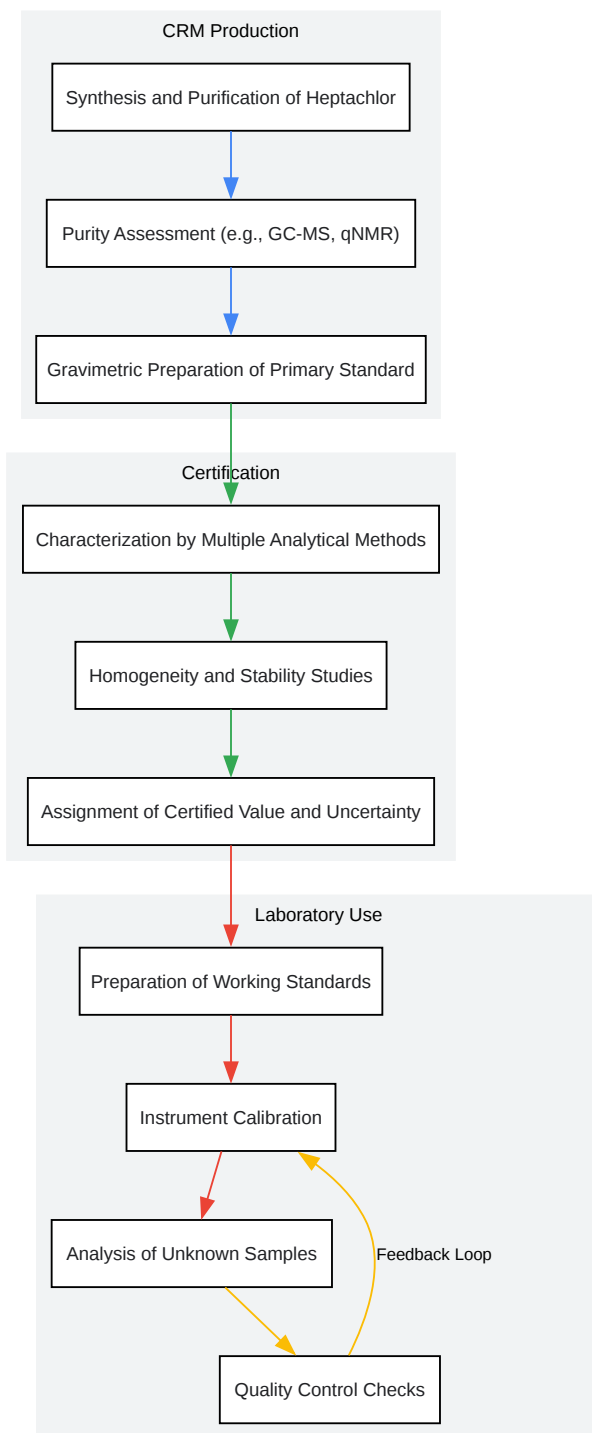 CRM Production
Synthesis and Purification of Heptachlor
Purity Assessment (e.g., GC-MS, qNMR)
Gravimetric Preparation of Primary Standard
Certification
Characterization by Multiple Analytical Methods
Homogeneity and Stability Studies
Assignment of Certified Value and Uncertainty
Laboratory Use
Preparation of Working Standards
Instrument Calibration
Analysis of Unknown Samples
Feedback Loop
Quality Control Checks